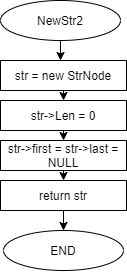 NewStr2
str = new StrNode
str->Len = 0
str->first = str->last =
NULL
return str
END